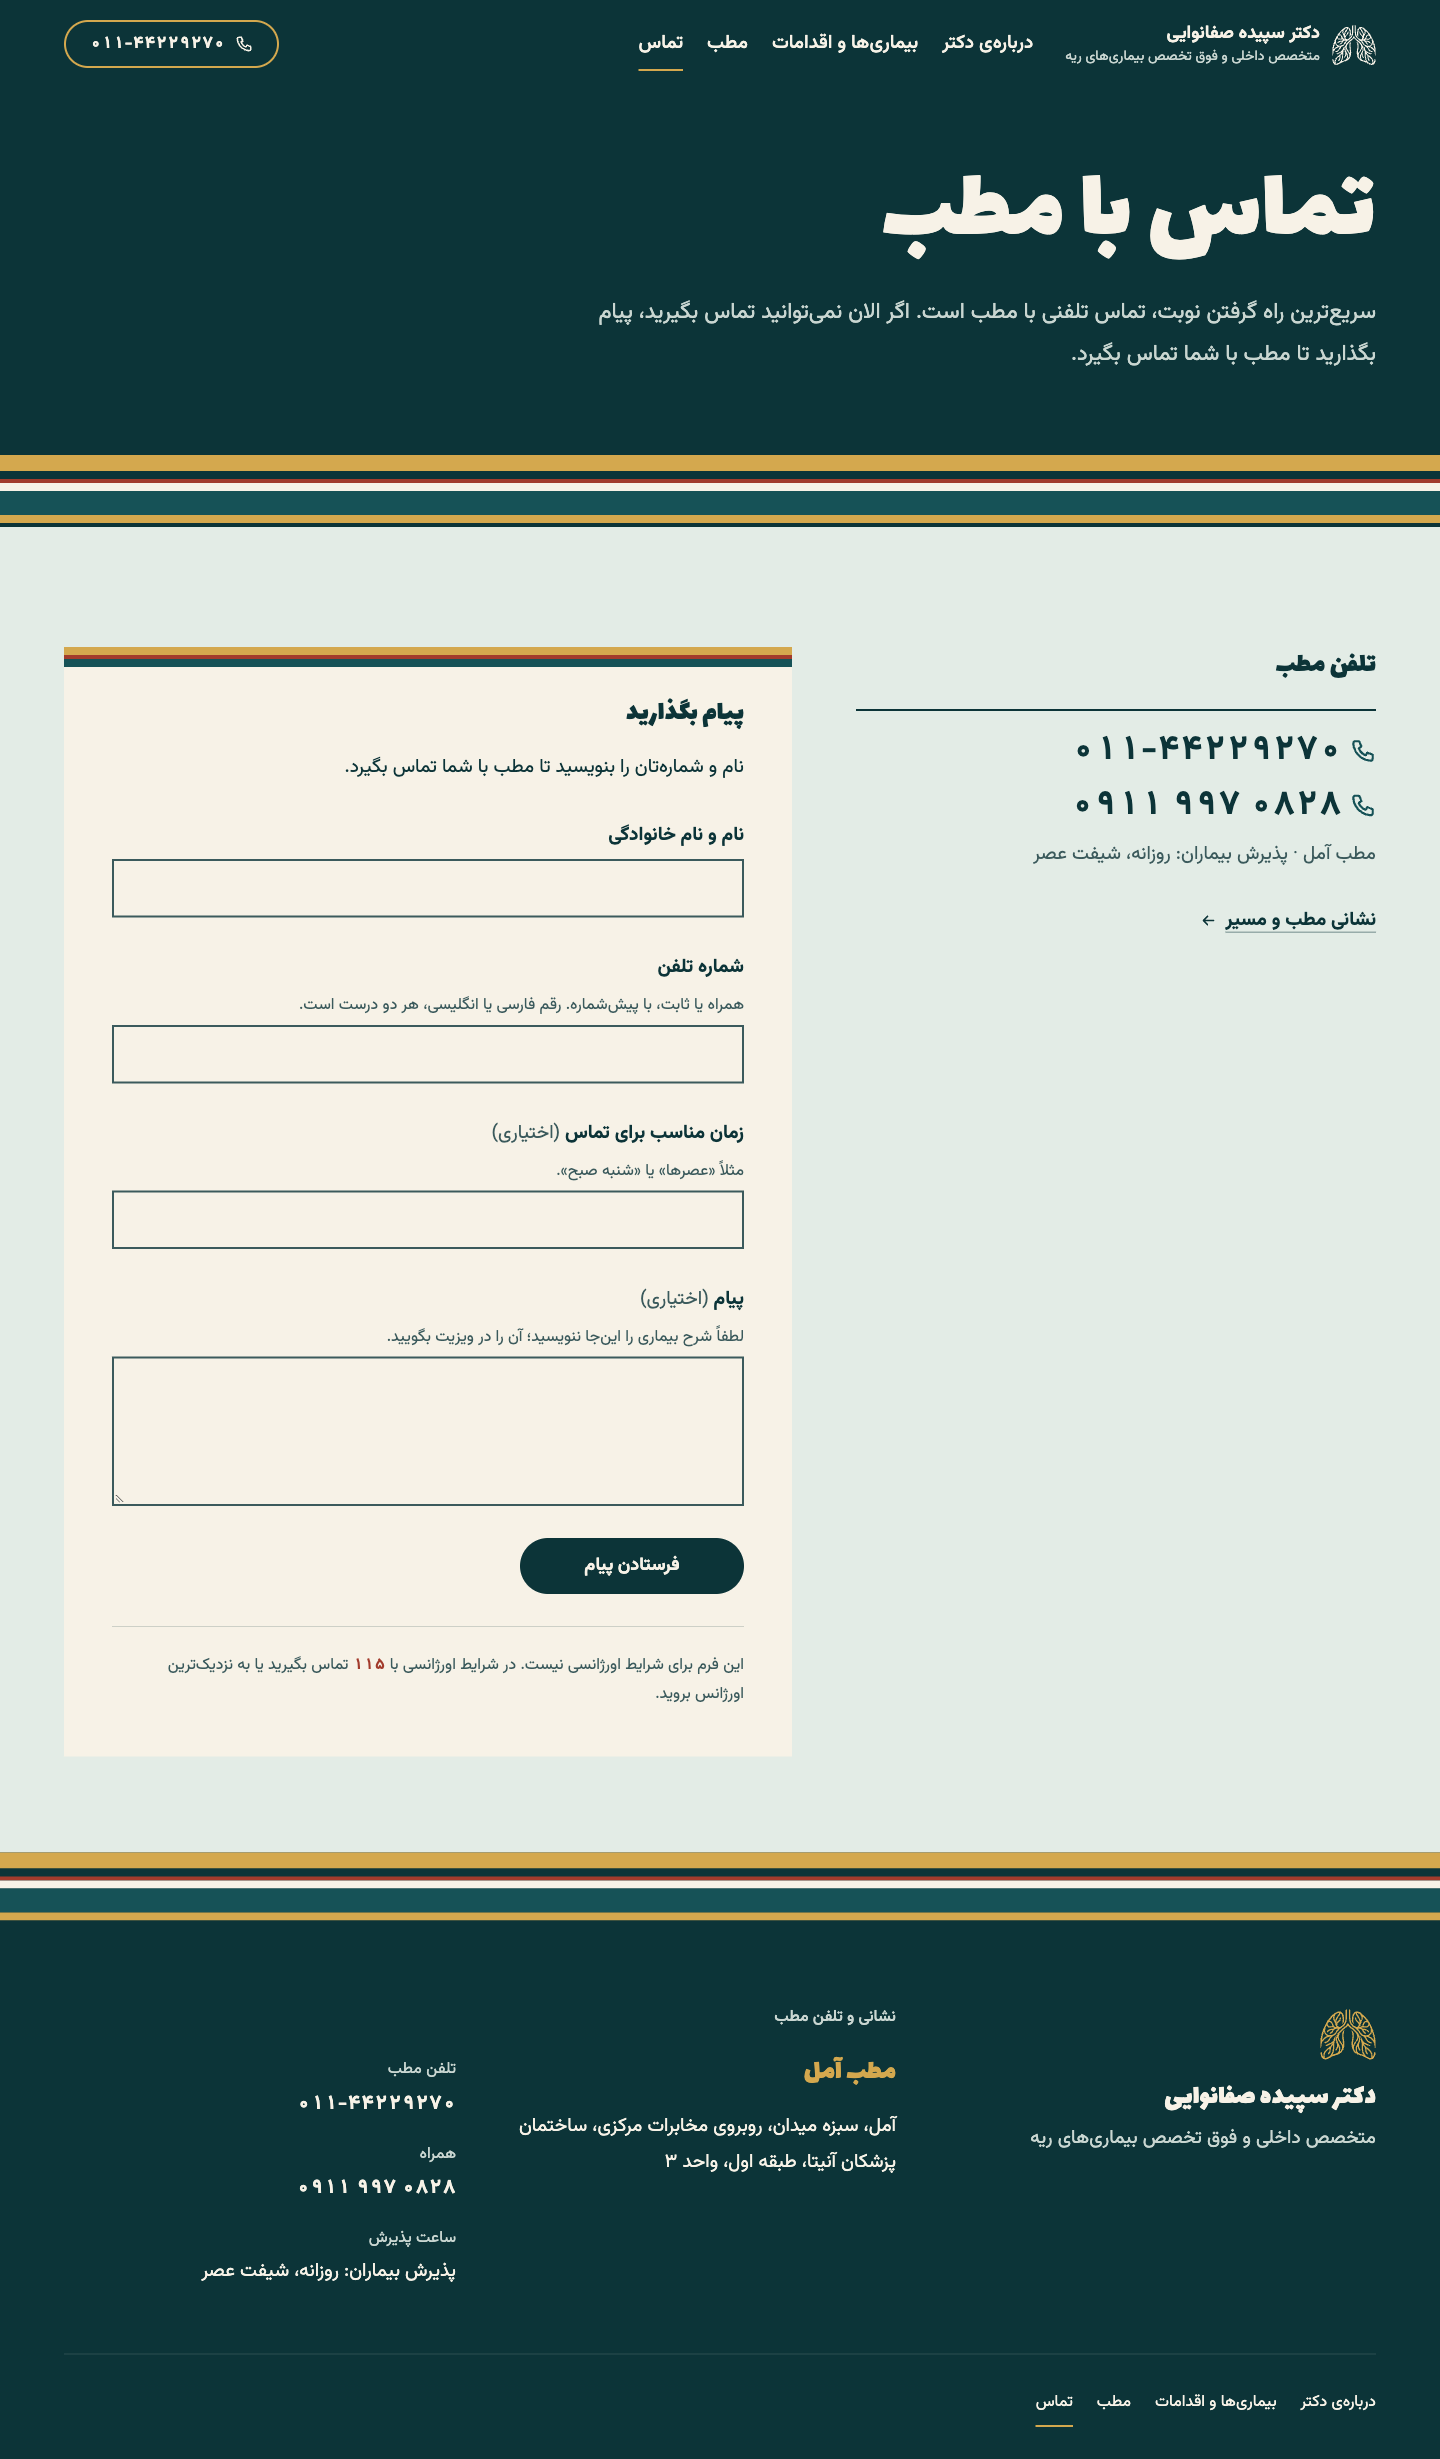 دکتر سپیده صفانوایی
متخصص داخلی و فوق تخصص بیماری‌های ریه
درباره‌ی دکتر
بیماری‌ها و اقدامات
مطب
تماس
۰۱۱-۴۴۲۲۹۲۷۰
تماس با مطب
سریع‌ترین راه گرفتن نوبت، تماس تلفنی با مطب است. اگر الان نمی‌توانید تماس بگیرید، پیام
بگذارید تا مطب با شما تماس بگیرد.
تلفن مطب
۰۱۱-۴۴۲۲۹۲۷۰
۰۹۱۱ ۹۹۷ ۰۸۲۸
مطب آمل · پذیرش بیماران: روزانه، شیفت عصر
نشانی مطب و مسیر ←
پیام بگذارید
نام و شماره‌تان را بنویسید تا مطب با شما تماس بگیرد.
نام و نام خانوادگی
شماره تلفن
همراه یا ثابت، با پیش‌شماره. رقم فارسی یا انگلیسی، هر دو درست است.
زمان مناسب برای تماس (اختیاری)
مثلاً «عصرها» یا «شنبه صبح».
پیام (اختیاری)
لطفاً شرح بیماری را این‌جا ننویسید؛ آن را در ویزیت بگویید.
فرستادن پیام
این فرم برای شرایط اورژانسی نیست. در شرایط اورژانسی با ۱۱۵ تماس بگیرید یا به نزدیک‌ترین
اورژانس بروید.
دکتر سپیده صفانوایی
متخصص داخلی و فوق تخصص بیماری‌های ریه
نشانی و تلفن مطب
مطب آمل
آمل، سبزه میدان، روبروی مخابرات مرکزی، ساختمان
پزشکان آنیتا، طبقه اول، واحد ۳
تلفن مطب
۰۱۱-۴۴۲۲۹۲۷۰
همراه
۰۹۱۱ ۹۹۷ ۰۸۲۸
ساعت پذیرش
پذیرش بیماران: روزانه، شیفت عصر
درباره‌ی دکتر
بیماری‌ها و اقدامات
مطب
تماس